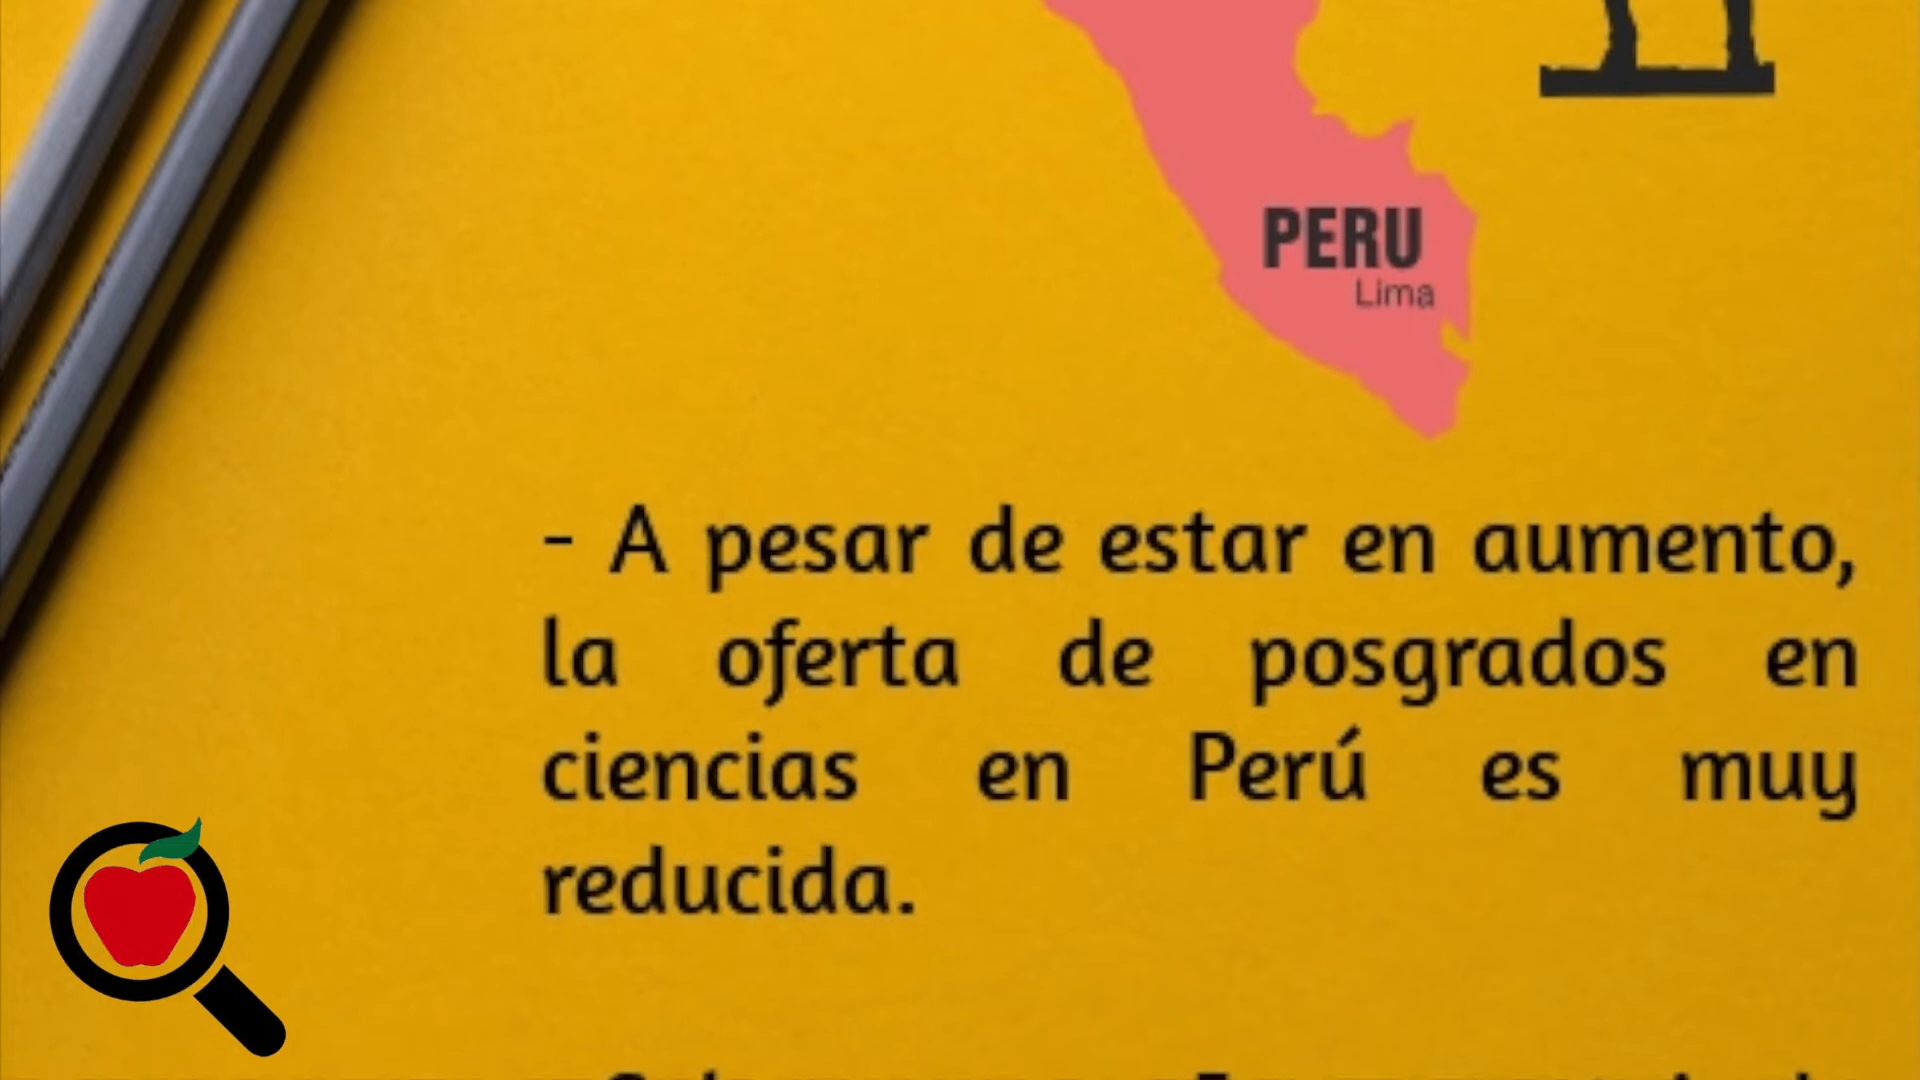 PERU
Lima
- A pesar de estar en aumento,
la oferta de posgrados en
ciencias en Perú es muy
reducida.